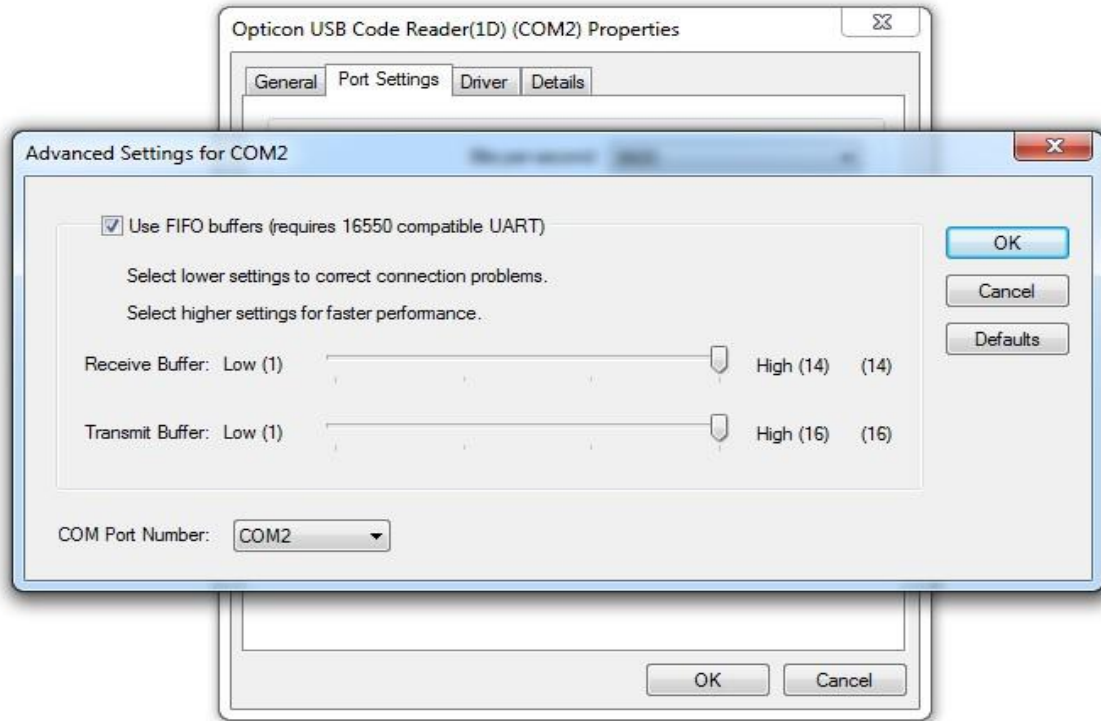 Opticon USB Code Reader(1D) (COM2) Properties
General Port Settings Driver Details
Advanced Settings for COM2
Use FIFO buffers (requires 16550 compatible UART)
Select lower settings to correct connection problems.
Select higher settings for faster performance.
Receive Buffer: Low (1) High (14) (14)
Transmit Buffer: Low (1) High (16) (16)
COM Port Number: COM2
OK
Cancel
Defaults
OK Cancel